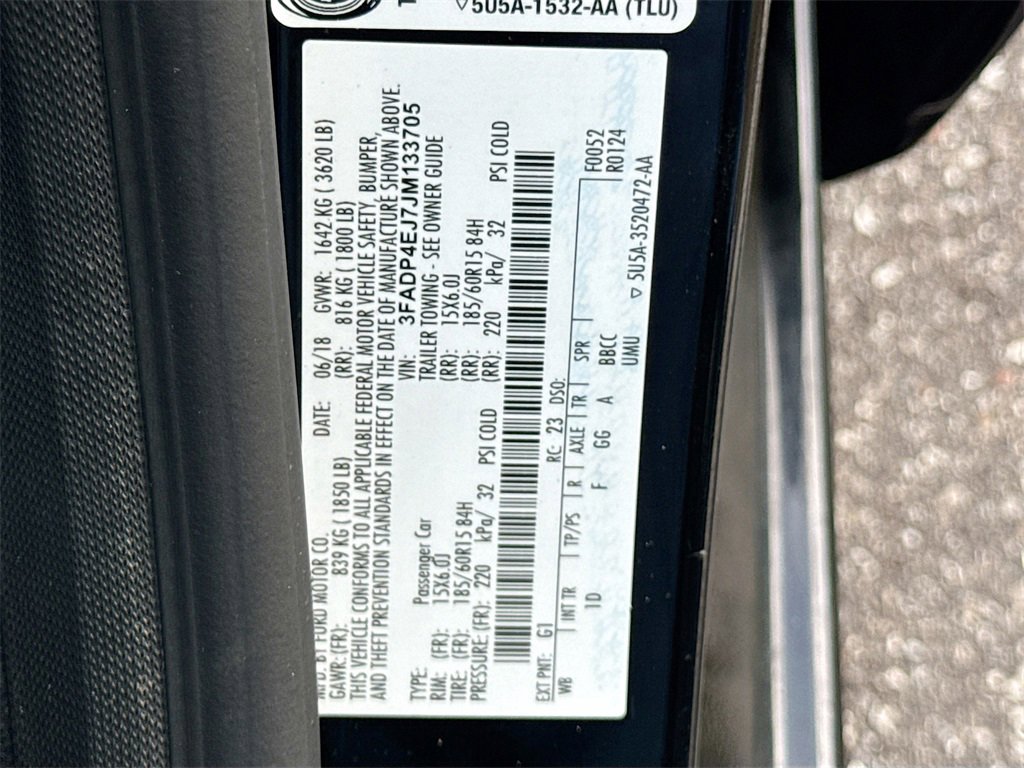 5U5A-1532-AA (TLU)
MFD. BY FORD MOTOR CO.
DATE: 06/18 GVWR: 1642 KG ( 3620 LB)
GAWR:(FR): 839 KG ( 1850 LB) (RR): 816 KG ( 1800 LB)
THIS VEHICLE CONFORMS TO ALL APPLICABLE FEDERAL MOTOR VEHICLE SAFETY, BUMPER,
AND THEFT PREVENTION STANDARDS IN EFFECT ON THE DATE OF MANUFACTURE SHOWN ABOVE.
VIN: 3FADP4EJ7JM133705
TYPE: Passenger Car TRAILER TOWING - SEE OWNER GUIDE
RIM: (FR): 15X6.0J (RR): 15X6.0J
TIRE: (FR): 185/60R15 84H (RR): 185/60R15 84H
PRESSURE:(FR): 220 kPa/ 32 PSI COLD (RR): 220 kPa/ 32 PSI COLD
EXT PNT: G1 RC: 23 DSO: F0052
WB INT TR TP/PS R AXLE TR SPR R0124
1D F GG A BBCC
UMU ▽ 5U5A-3520472-AA